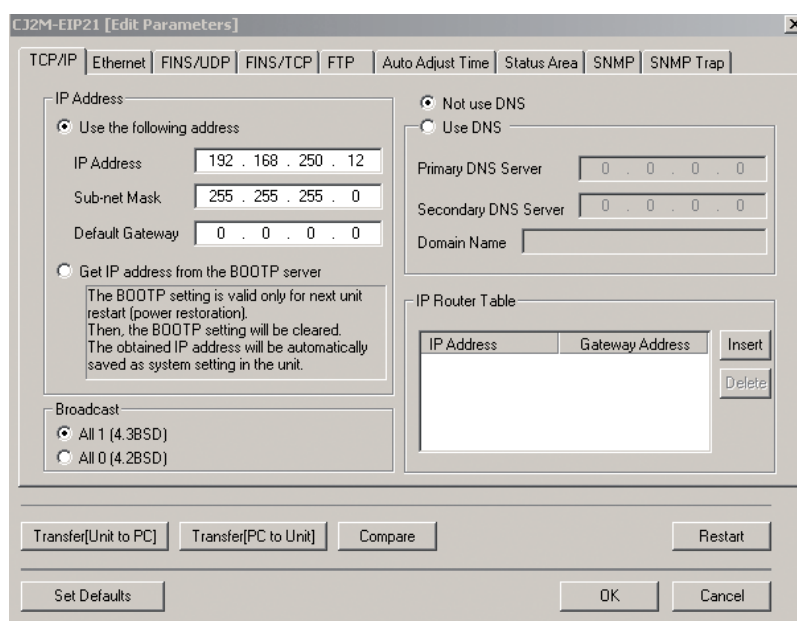 CJ2M-EIP21 [Edit Parameters]
TCP/IP Ethernet FINS/UDP FINS/TCP FTP Auto Adjust Time Status Area SNMP SNMP Trap
IP Address
Use the following address
IP Address 192 . 168 . 250 . 12
Sub-net Mask 255 . 255 . 255 . 0
Default Gateway 0 . 0 . 0 . 0
Get IP address from the BOOTP server
The BOOTP setting is valid only for next unit
restart (power restoration).
Then, the BOOTP setting will be cleared.
The obtained IP address will be automatically
saved as system setting in the unit.
Broadcast
All 1 (4.3BSD)
All 0 (4.2BSD)
Not use DNS
Use DNS
Primary DNS Server 0 . 0 . 0 . 0
Secondary DNS Server 0 . 0 . 0 . 0
Domain Name
IP Router Table
IP Address Gateway Address
Insert
Delete
Transfer[Unit to PC] Transfer[PC to Unit] Compare Restart
Set Defaults OK Cancel